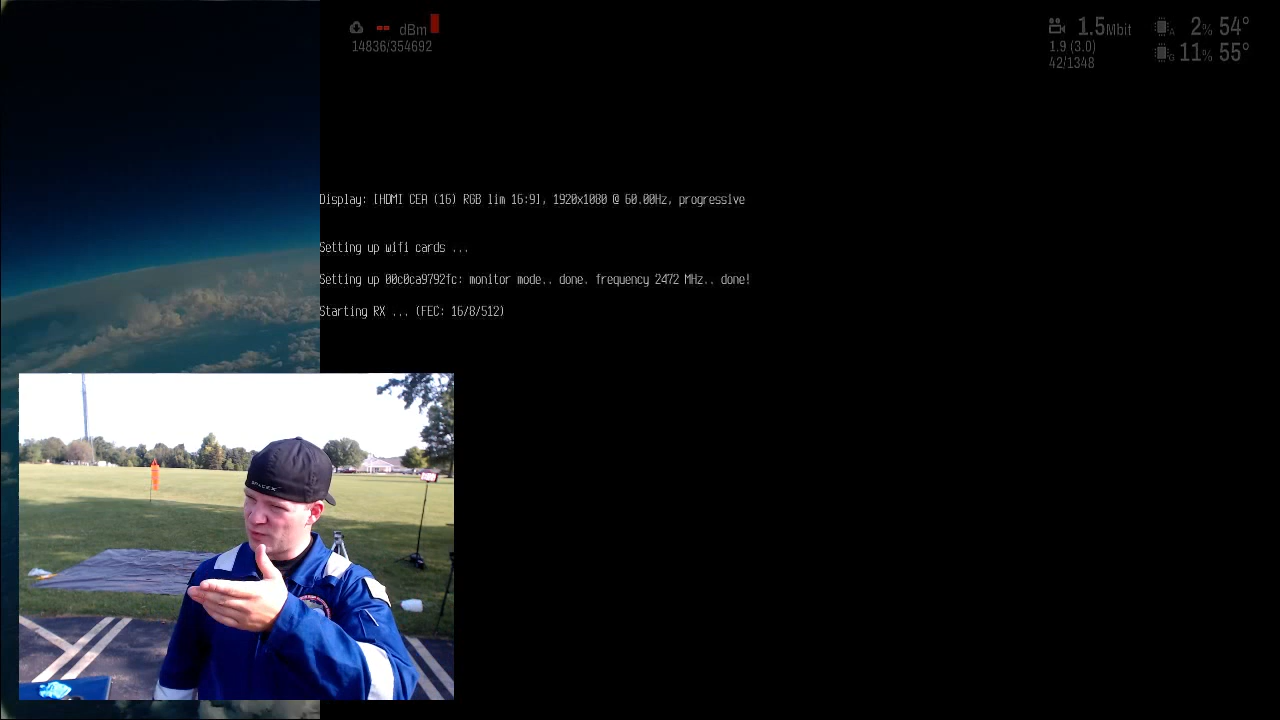 -- dBm
14836/354692
1.5Mbit
1.9 (3.0)
42/1348
A 2% 54°
G 11% 55°
Display: [HDMI CEA (16) RGB lim 16:9], 1920x1080 @ 60.00Hz, progressive
Setting up wifi cards ...
Setting up 00c0ca9792fc: monitor mode.. done. frequency 2472 MHz.. done!
Starting RX ... (FEC: 16/8/512)
SPACEX